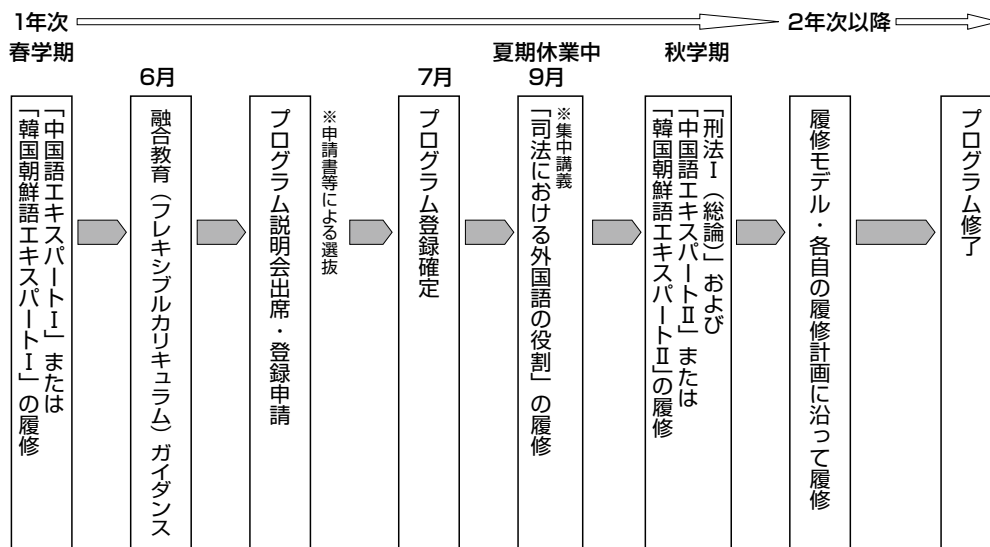 1年次
2年次以降
春学期
「中国語エキスパートⅠ」または
「韓国朝鮮語エキスパートⅠ」の履修
6月
融合教育（フレキシブルカリキュラム）ガイダンス
プログラム説明会出席・登録申請
※申請書等による選抜
7月
プログラム登録確定
夏期休業中
9月
※集中講義
「司法における外国語の役割」の履修
秋学期
「刑法Ⅰ（総論）」および
「中国語エキスパートⅡ」または
「韓国朝鮮語エキスパートⅡ」の履修
履修モデル・各自の履修計画に沿って履修
プログラム修了